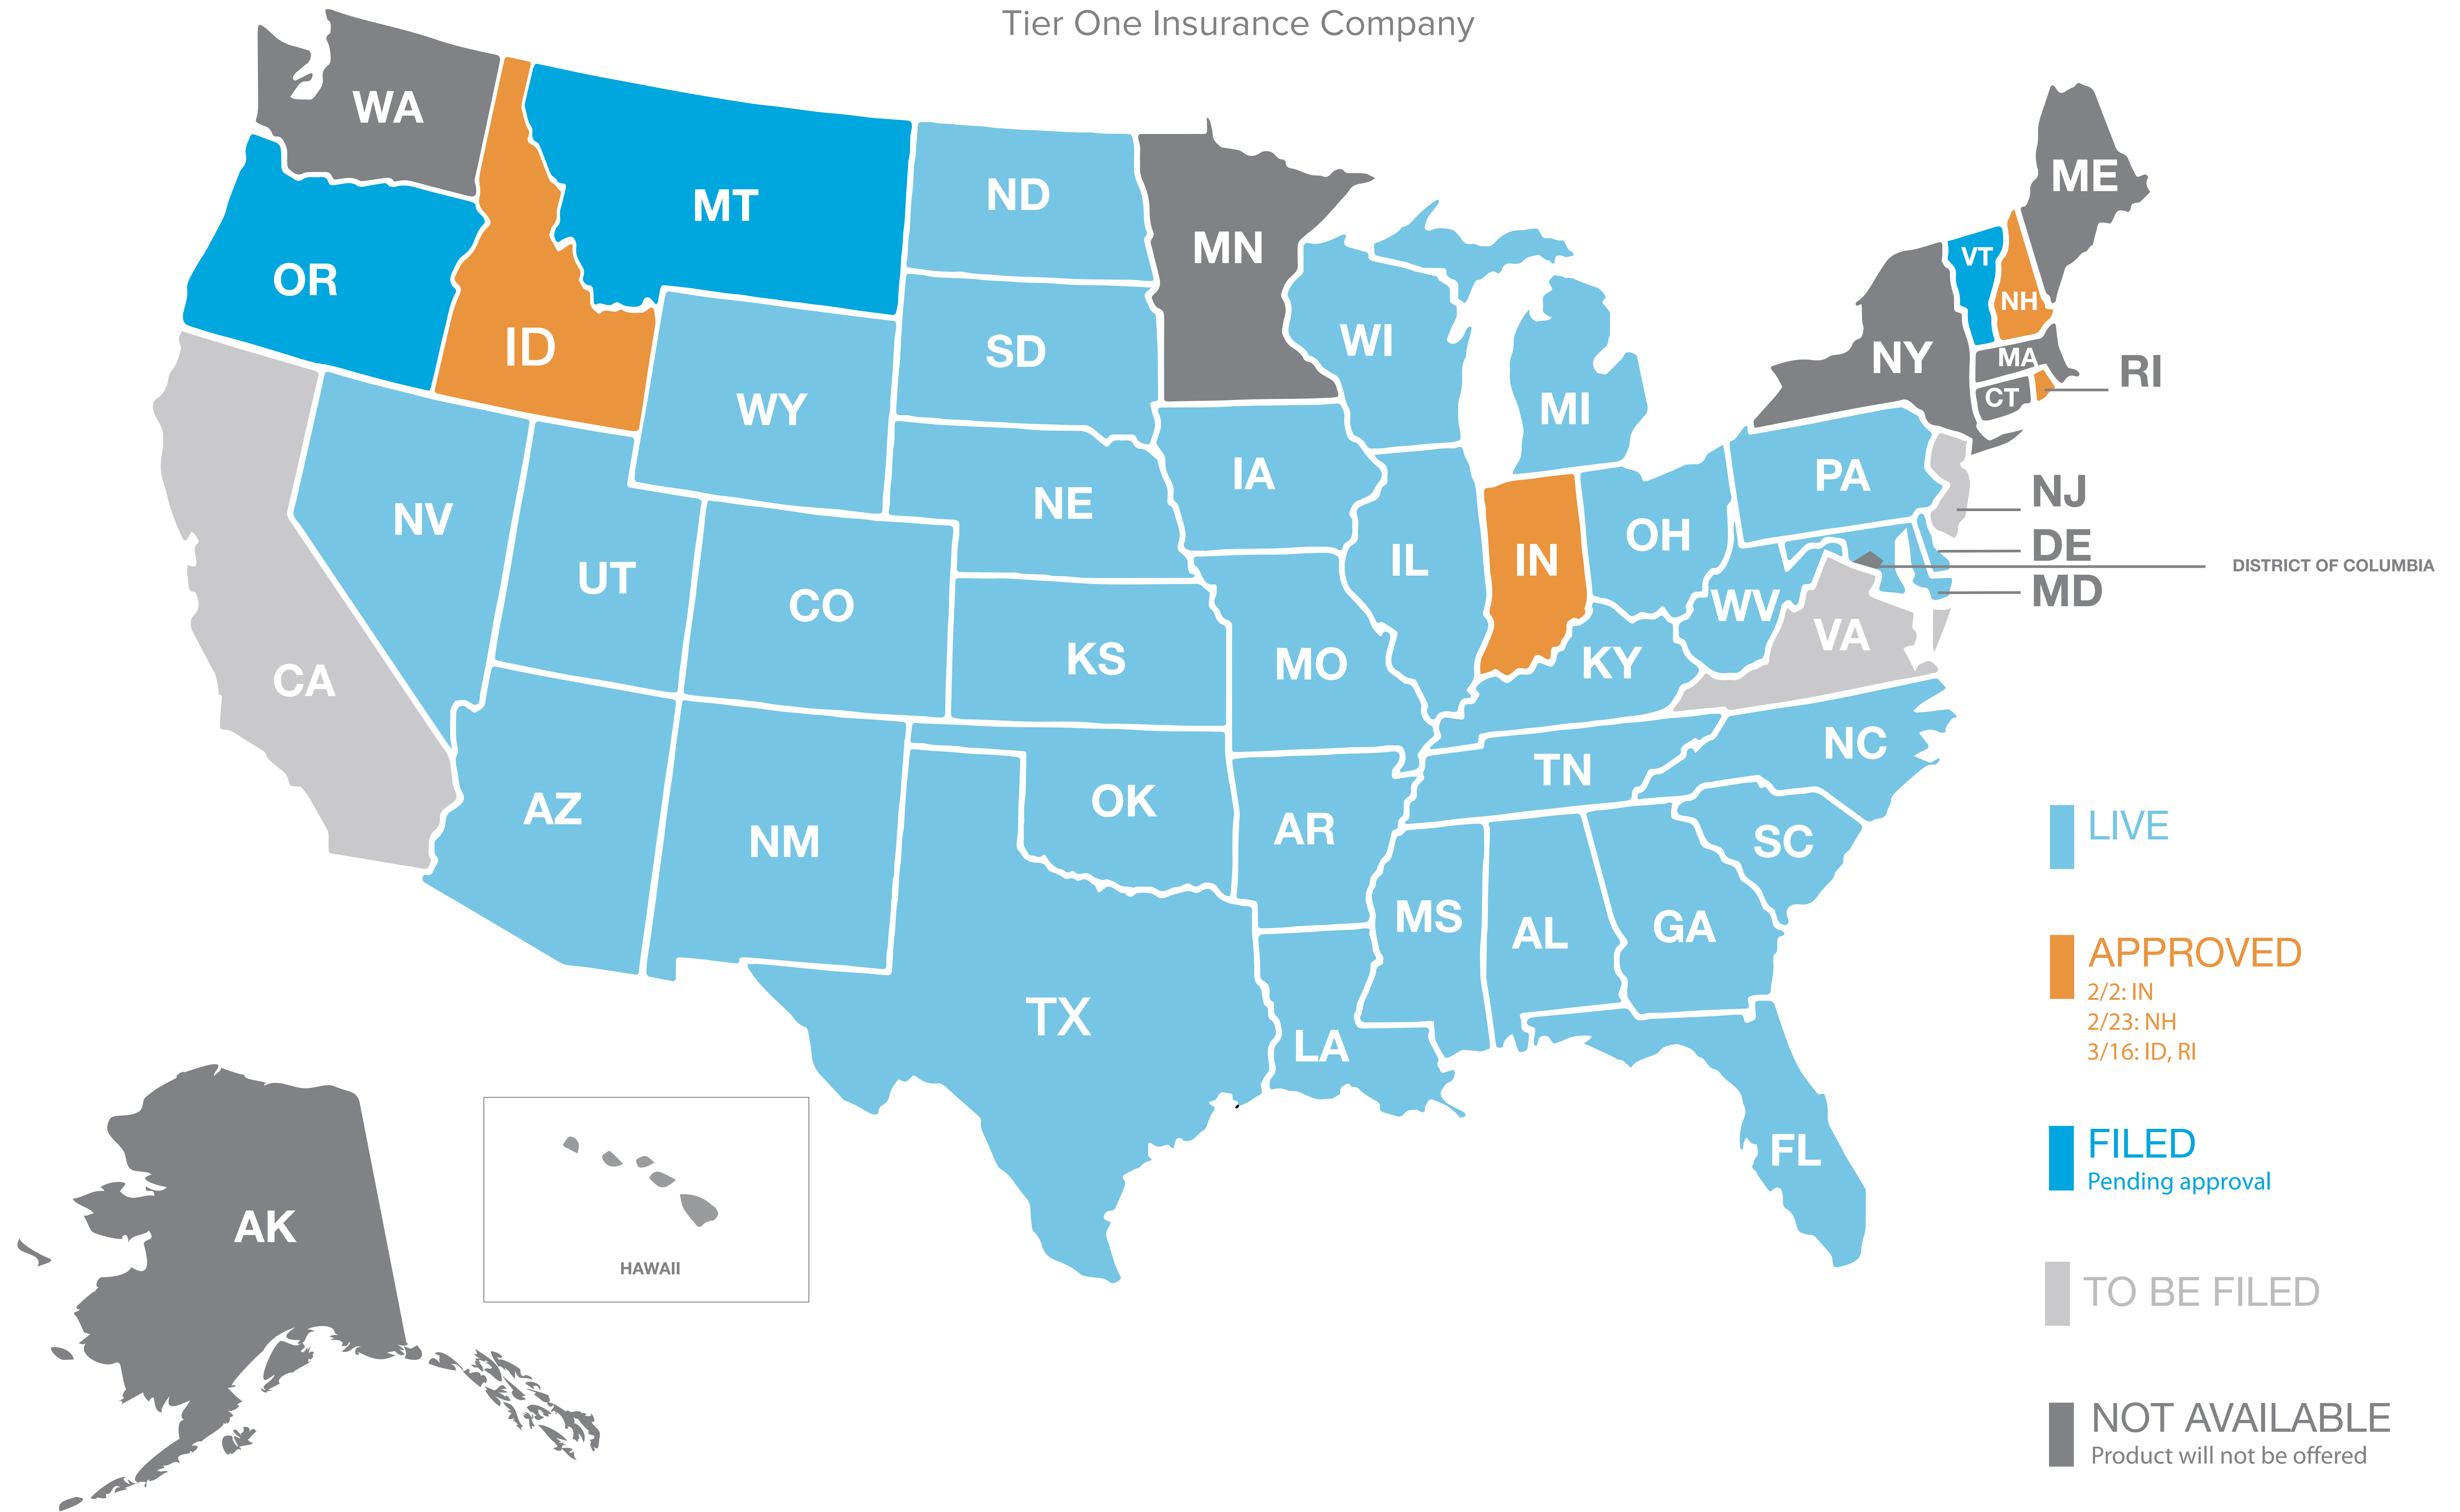 Tier One Insurance Company
WA
MT
ND
MN
ME
OR
ID
SD
WI
VT
NH
NY
MA
RI
CT
WY
MI
IA
PA
NV
NE
NJ
UT
CO
IL
IN
OH
DE
DISTRICT OF COLUMBIA
MD
WV
VA
CA
KS
MO
KY
NC
TN
AZ
NM
OK
AR
SC
MS
AL
GA
TX
LA
FL
AK
HAWAII
LIVE
APPROVED
2/2: IN
2/23: NH
3/16: ID, RI
FILED
Pending approval
TO BE FILED
NOT AVAILABLE
Product will not be offered